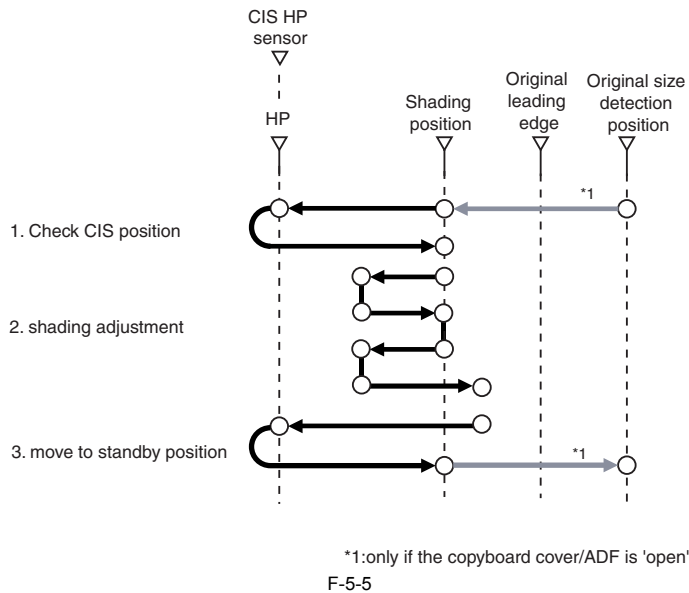 CIS HP
sensor
HP
Shading
position
Original
leading
edge
Original size
detection
position
*1
1. Check CIS position
2. shading adjustment
3. move to standby position
*1
*1:only if the copyboard cover/ADF is 'open'
F-5-5